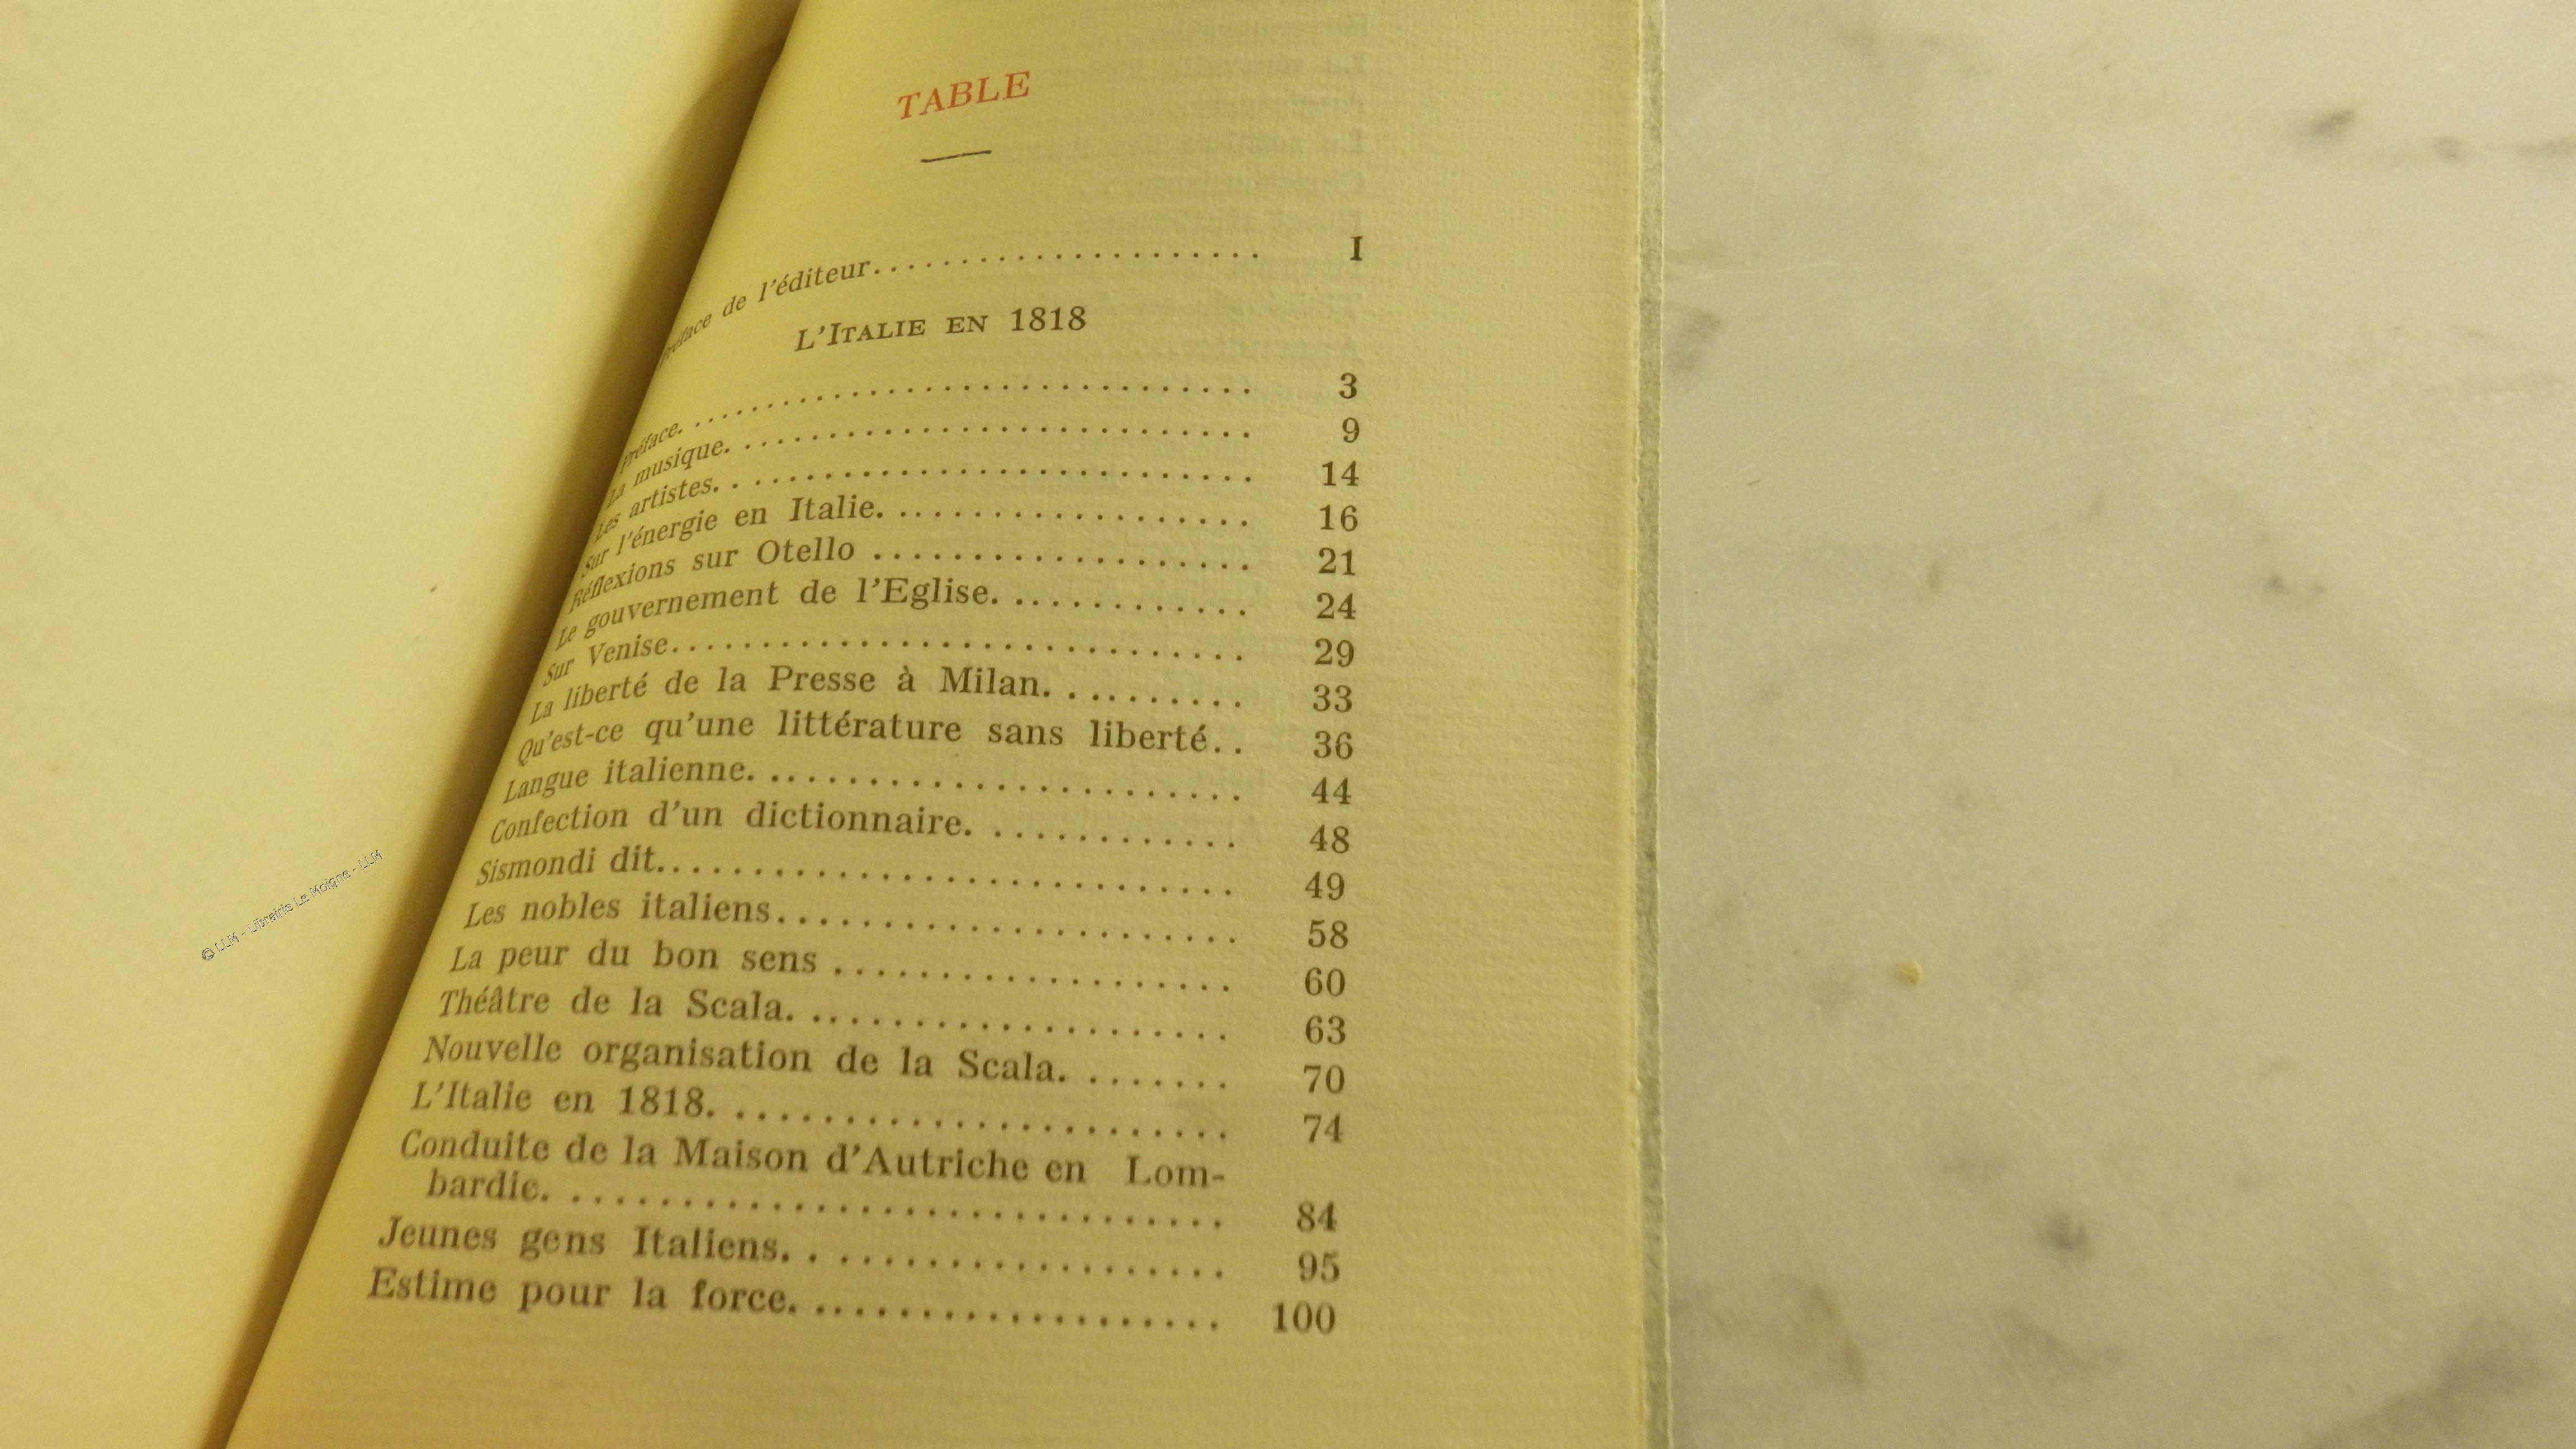 TABLE
Préface de l'éditeur...................... I
L'ITALIE EN 1818
Préface. ............................... 3
La musique. ............................. 9
Les artistes. . ............................ 14
Sur l'énergie en Italie. ................... 16
Réflexions sur Otello .................... 21
Le gouvernement de l'Eglise. ............. 24
Sur Venise............................... 29
La liberté de la Presse à Milan. . ......... 33
Qu'est-ce qu'une littérature sans liberté.. 36
Langue italienne. ........................ 44
Confection d'un dictionnaire. ............ 48
Sismondi dit............................. 49
Les nobles italiens....................... 58
La peur du bon sens ................... 60
Théâtre de la Scala. ..................... 63
Nouvelle organisation de la Scala. ....... 70
L'Italie en 1818. ........................ 74
Conduite de la Maison d'Autriche en Lom-
bardie. .............................. 84
Jeunes gens Italiens. . .................. 95
Estime pour la force. ................... 100
© LLM - Librairie Le Moigne - LLM